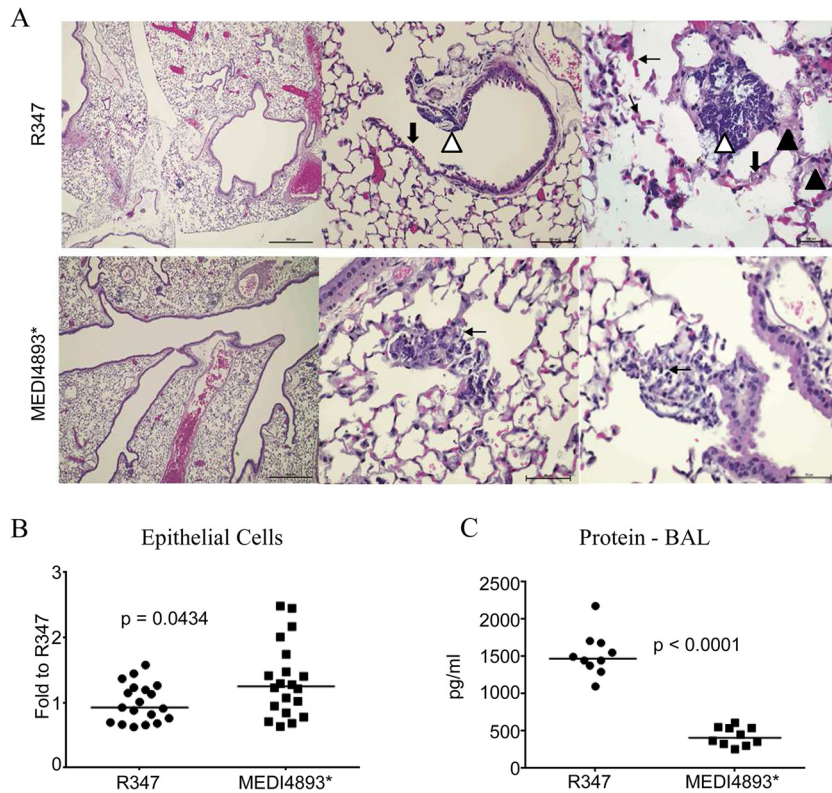 A
R347
MEDI4893*
B
Epithelial Cells
Fold to R347
3
2
1
0
p = 0.0434
R347
MEDI4893*
C
Protein - BAL
pg/ml
2500
2000
1500
1000
500
0
p < 0.0001
R347
MEDI4893*